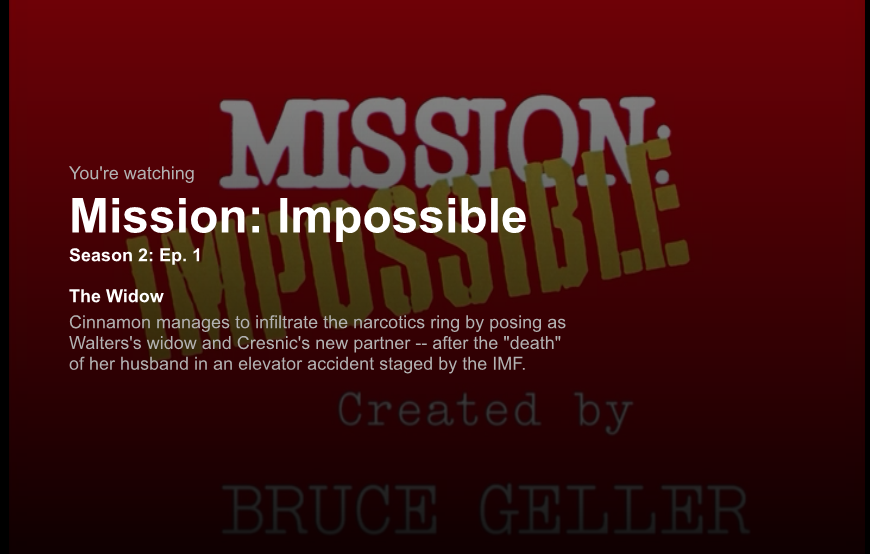 MISSION:
IMPOSSIBLE
You're watching
Mission: Impossible
Season 2: Ep. 1
The Widow
Cinnamon manages to infiltrate the narcotics ring by posing as
Walters's widow and Cresnic's new partner -- after the "death"
of her husband in an elevator accident staged by the IMF.
Created by
BRUCE GELLER